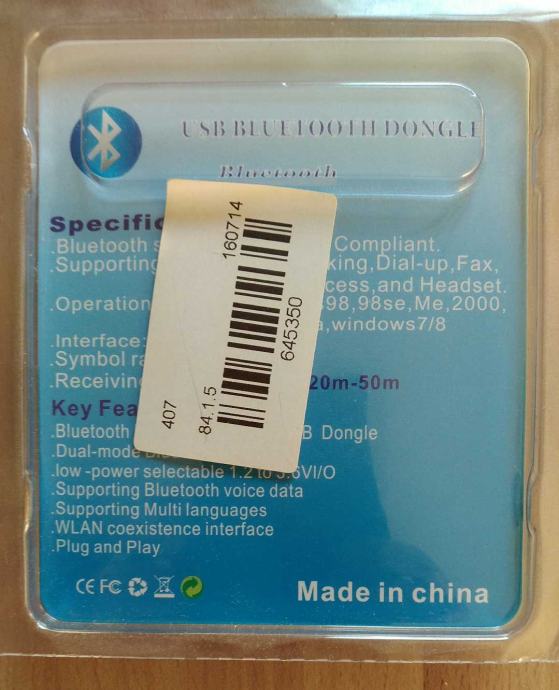 USB BLUETOOTH DONGLE
Bluetooth
Specific
.Bluetooth s Compliant.
.Supporting king,Dial-up,Fax,
cess,and Headset.
.Operation 98,98se,Me,2000,
a,windows7/8
.Interface:
.Symbol ra
.Receiving 20m-50m
Key Fea
.Bluetooth B Dongle
.Dual-mode
.low -power selectable 1.2 to 3.6VI/O
.Supporting Bluetooth voice data
.Supporting Multi languages
.WLAN coexistence interface
.Plug and Play
CE FC
Made in china
160714
645350
84.1.5
407